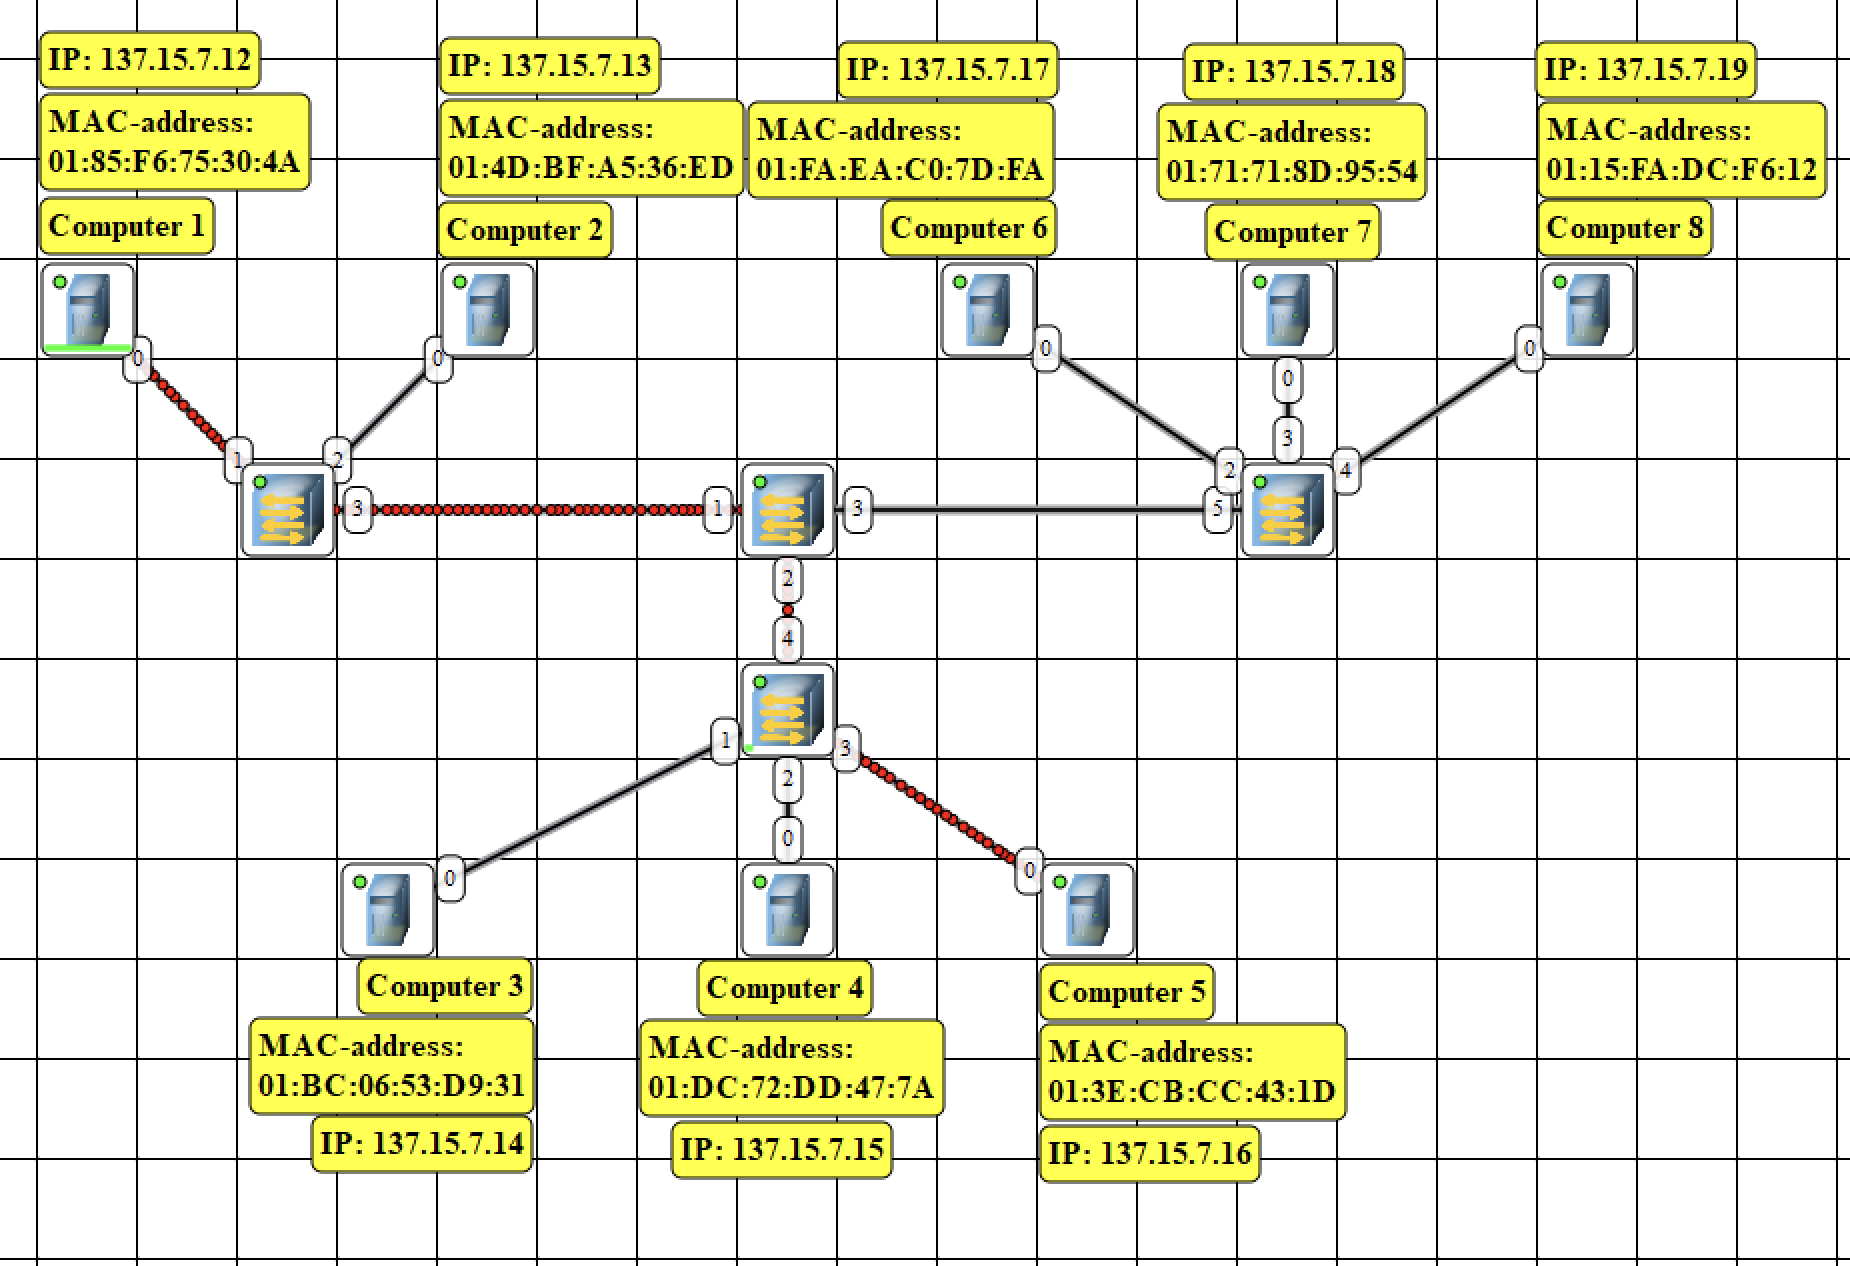 IP: 137.15.7.12
MAC-address:
01:85:F6:75:30:4A
Computer 1
IP: 137.15.7.13
MAC-address:
01:4D:BF:A5:36:ED
Computer 2
IP: 137.15.7.17
MAC-address:
01:FA:EA:C0:7D:FA
Computer 6
IP: 137.15.7.18
MAC-address:
01:71:71:8D:95:54
Computer 7
IP: 137.15.7.19
MAC-address:
01:15:FA:DC:F6:12
Computer 8
0
0
0
0
0
1
2
2
3
4
3
1
3
5
2
4
1
3
2
0
0
0
Computer 3
MAC-address:
01:BC:06:53:D9:31
IP: 137.15.7.14
Computer 4
MAC-address:
01:DC:72:DD:47:7A
IP: 137.15.7.15
Computer 5
MAC-address:
01:3E:CB:CC:43:1D
IP: 137.15.7.16